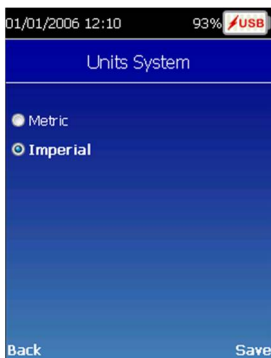 01/01/2006 12:10 93% USB
Units System
Metric
Imperial
Back Save